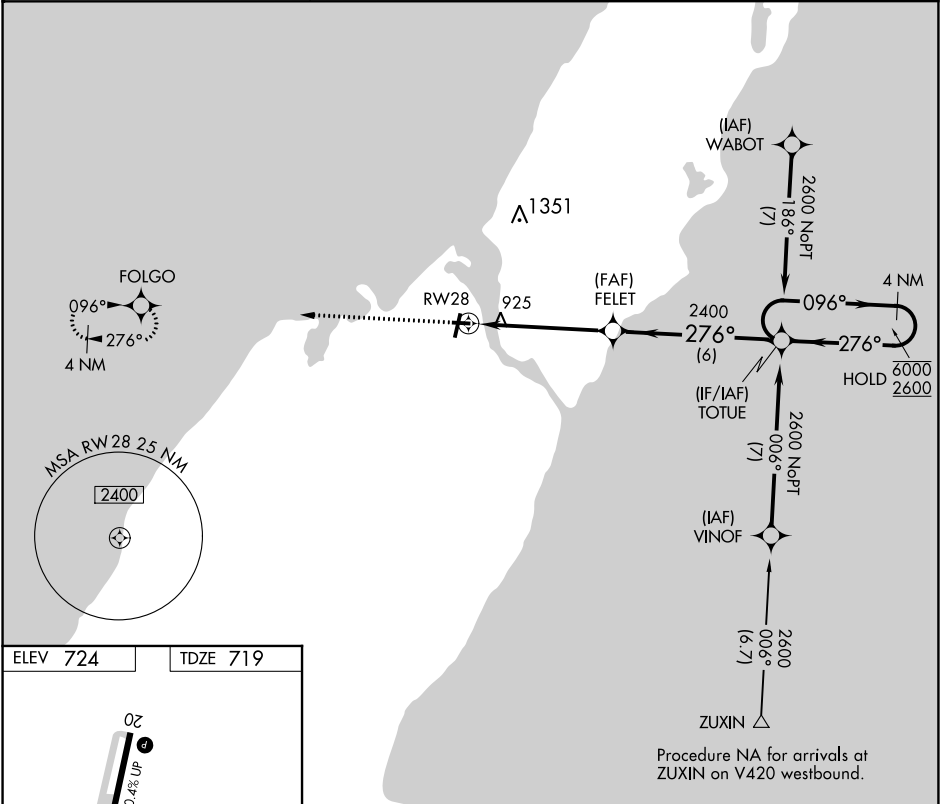 (IAF)
WABOT
1351
2600 NoPT
186°
(7)
FOLGO
096°
276°
4 NM
RW28
925
(FAF)
FELET
2400
276°
(6)
4 NM
096°
276°
HOLD
6000
2600
(IF/IAF)
TOTUE
2600 NoPT
006°
(7)
MSA RW 28 25 NM
2400
(IAF)
VINOF
2600
006°
(6.7)
ZUXIN
Procedure NA for arrivals at
ZUXIN on V420 westbound.
ELEV 724
TDZE 719
20
P
0.4% UP